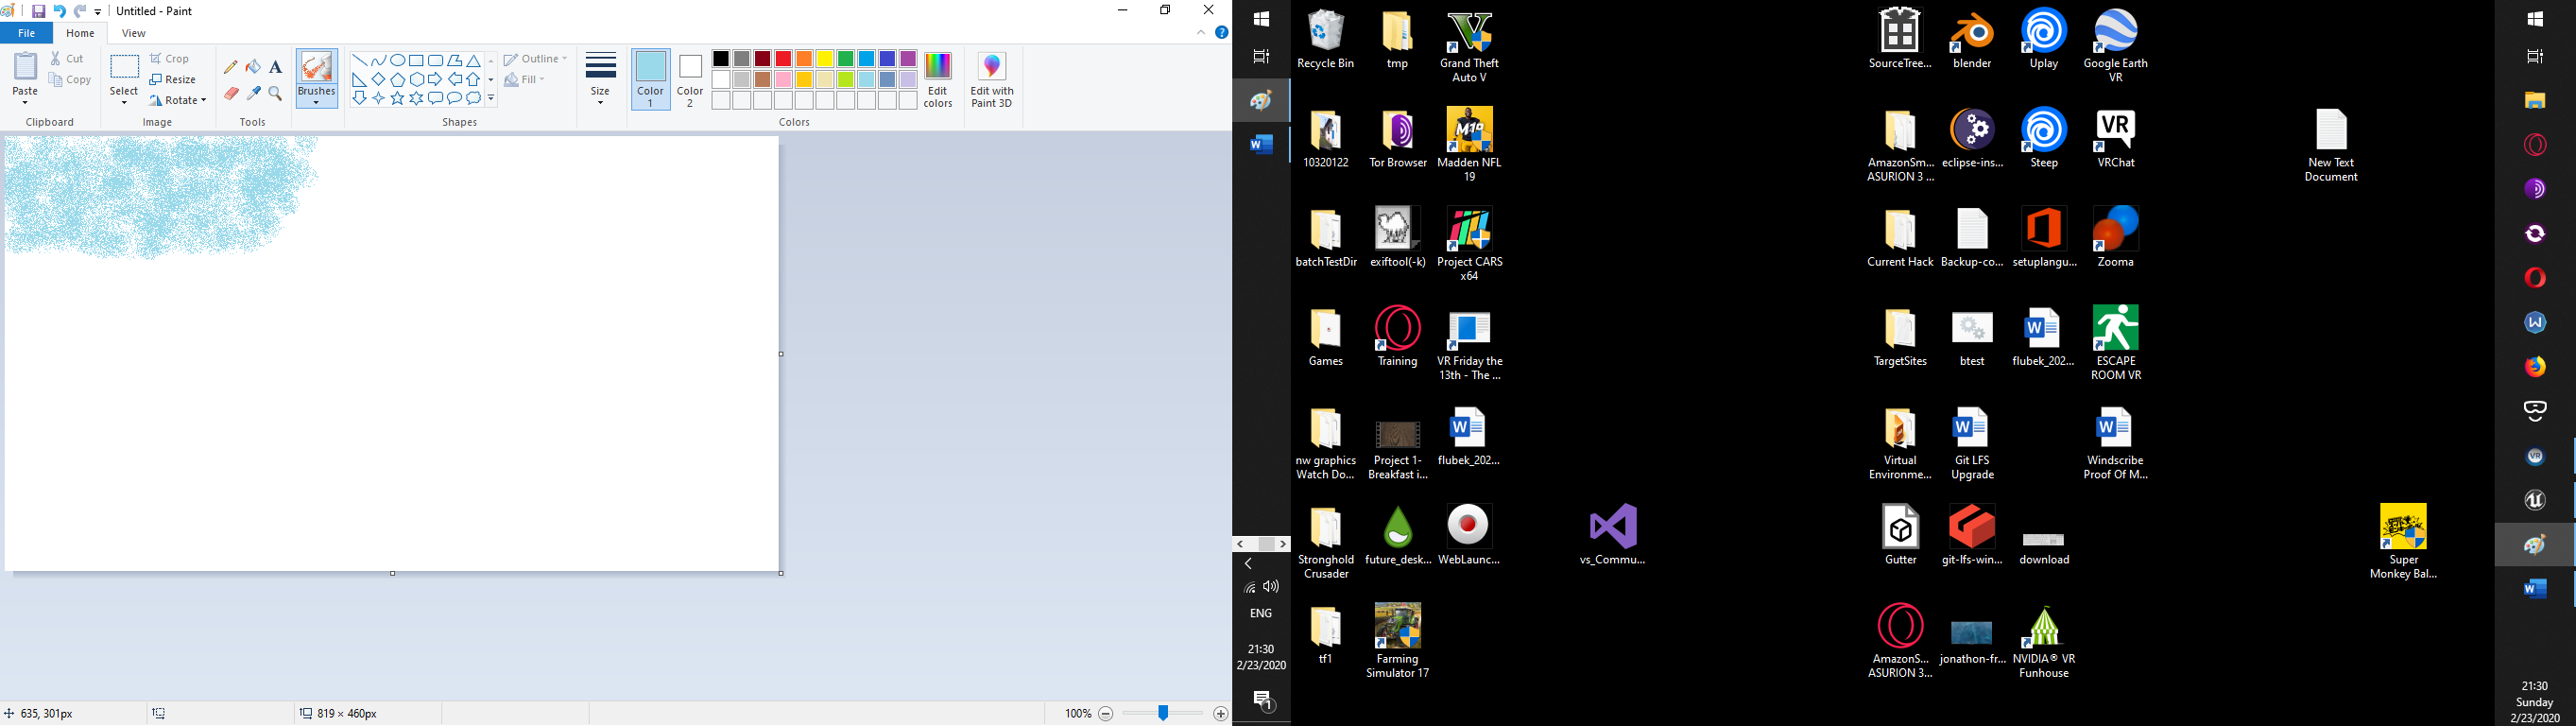 Untitled - Paint
File Home View
Paste
Cut
Copy
Clipboard
Select
Crop
Resize
Rotate
Image
Tools
Brushes
Shapes
Outline
Fill
Size
Color
1
Color
2
Colors
Edit
colors
Edit with
Paint 3D
635, 301px
819 × 460px
100%
ENG
21:30
2/23/2020
1
Recycle Bin
tmp
Grand Theft
Auto V
10320122
Tor Browser
Madden NFL
19
batchTestDir
exiftool(-k)
Project CARS
x64
Games
Training
VR Friday the
13th - The ...
nw graphics
Watch Do...
Project 1-
Breakfast i...
flubek_202...
Stronghold
Crusader
future_desk...
WebLaunc...
vs_Commu...
tf1
Farming
Simulator 17
SourceTree...
blender
Uplay
Google Earth
VR
AmazonSm...
ASURION 3 ...
eclipse-ins...
Steep
VR
VRChat
New Text
Document
Current Hack
Backup-co...
setuplangu...
Zooma
TargetSites
btest
flubek_202...
ESCAPE
ROOM VR
Virtual
Environme...
Git LFS
Upgrade
Windscribe
Proof Of M...
Gutter
git-lfs-win...
download
Super
Monkey Bal...
AmazonS...
ASURION 3...
jonathon-fr...
NVIDIA® VR
Funhouse
21:30
Sunday
2/23/2020